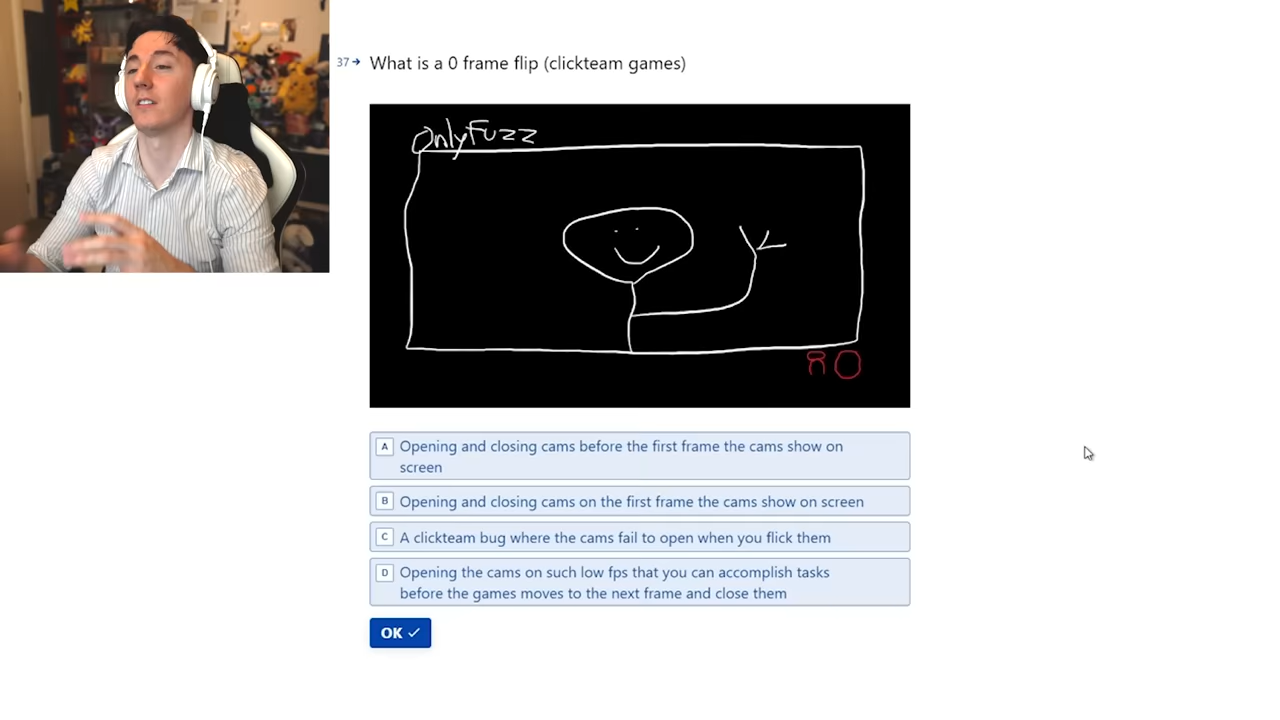 37→ What is a 0 frame flip (clickteam games)
OnlyFuzz
A Opening and closing cams before the first frame the cams show on
screen
B Opening and closing cams on the first frame the cams show on screen
C A clickteam bug where the cams fail to open when you flick them
D Opening the cams on such low fps that you can accomplish tasks
before the games moves to the next frame and close them
OK ✓